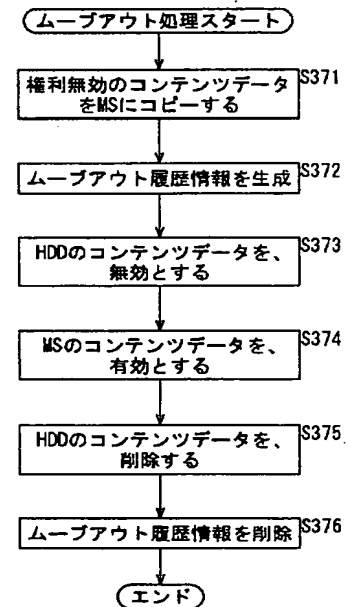 ムーブアウト処理スタート
権利無効のコンテンツデータ
をMSにコピーする
S371
ムーブアウト履歴情報を生成
S372
HDDのコンテンツデータを、
無効とする
S373
MSのコンテンツデータを、
有効とする
S374
HDDのコンテンツデータを、
削除する
S375
ムーブアウト履歴情報を削除
S376
エンド